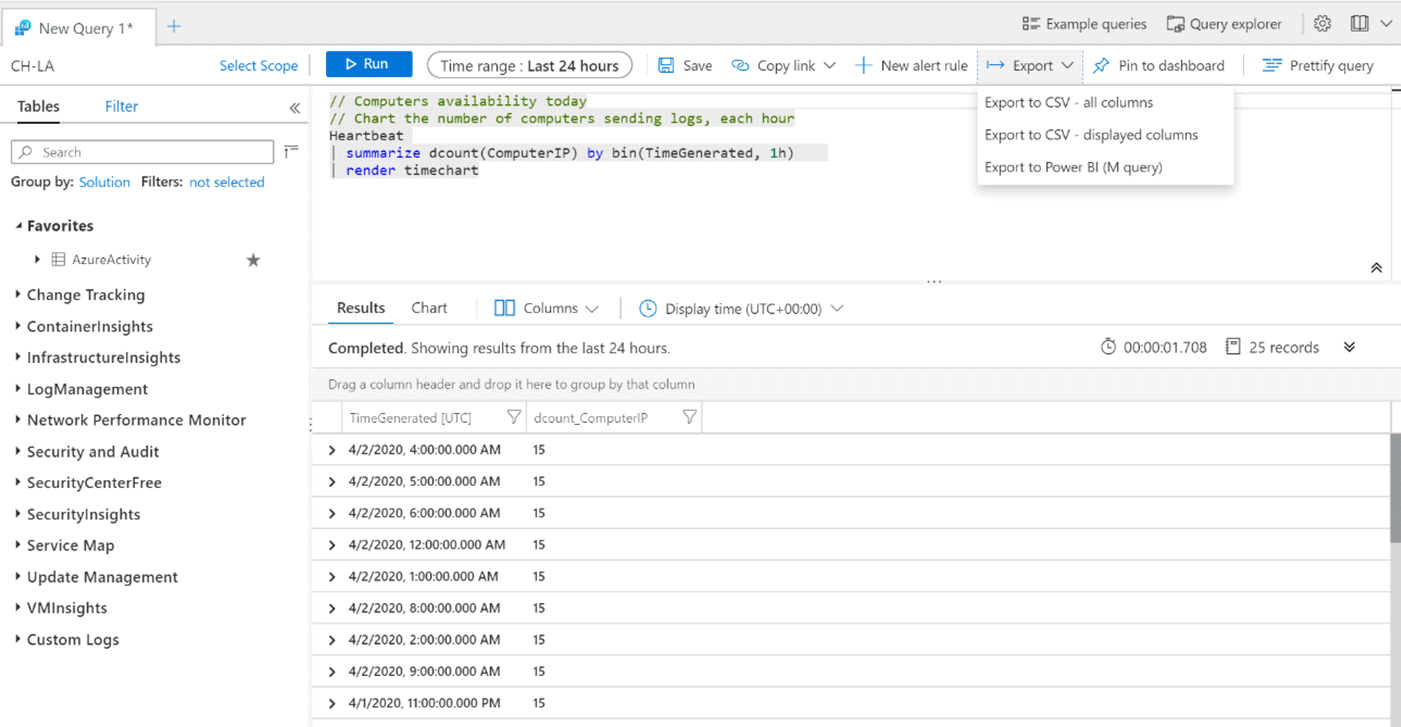 New Query 1*
Example queries Query explorer
CH-LA Select Scope Run Time range : Last 24 hours Save Copy link New alert rule Export Pin to dashboard Prettify query
Tables Filter
Search
Group by: Solution Filters: not selected
Favorites
AzureActivity
Change Tracking
ContainerInsights
InfrastructureInsights
LogManagement
Network Performance Monitor
Security and Audit
SecurityCenterFree
SecurityInsights
Service Map
Update Management
VMInsights
Custom Logs
// Computers availability today
// Chart the number of computers sending logs, each hour
Heartbeat
| summarize dcount(ComputerIP) by bin(TimeGenerated, 1h)
| render timechart
Export to CSV - all columns
Export to CSV - displayed columns
Export to Power BI (M query)
Results Chart Columns Display time (UTC+00:00)
Completed. Showing results from the last 24 hours. 00:00:01.708 25 records
Drag a column header and drop it here to group by that column
TimeGenerated [UTC] dcount_ComputerIP
4/2/2020, 4:00:00.000 AM 15
4/2/2020, 5:00:00.000 AM 15
4/2/2020, 6:00:00.000 AM 15
4/2/2020, 12:00:00.000 AM 15
4/2/2020, 1:00:00.000 AM 15
4/2/2020, 8:00:00.000 AM 15
4/2/2020, 2:00:00.000 AM 15
4/2/2020, 9:00:00.000 AM 15
4/1/2020, 11:00:00.000 PM 15